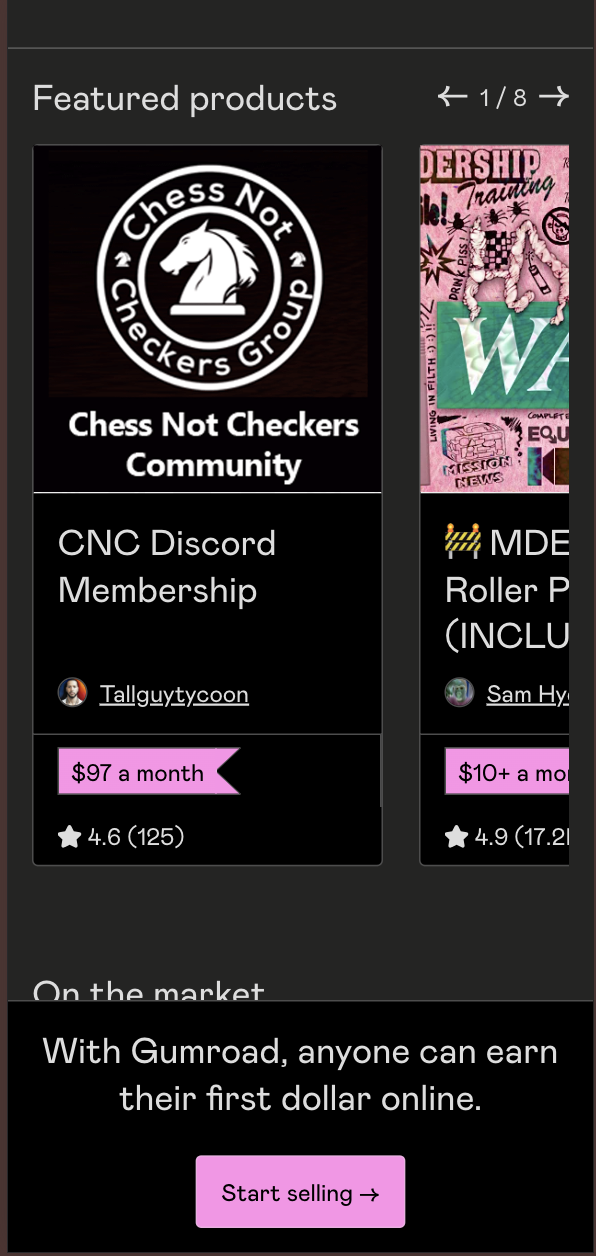 Featured products
← 1 / 8 →
Chess Not
Checkers Group
Chess Not Checkers
Community
CNC Discord
Membership
Tallguytycoon
$97 a month
4.6 (125)
DERSHIP
Training
DRINK PISS!
WA
LIVING IN FILTH :) :) !!
COMPLETE
EQU
MISSION
NEWS
🚧 MDE
Roller P
(INCLU
Sam Hy
$10+ a mo
4.9 (17.2
On the market
With Gumroad, anyone can earn
their first dollar online.
Start selling →